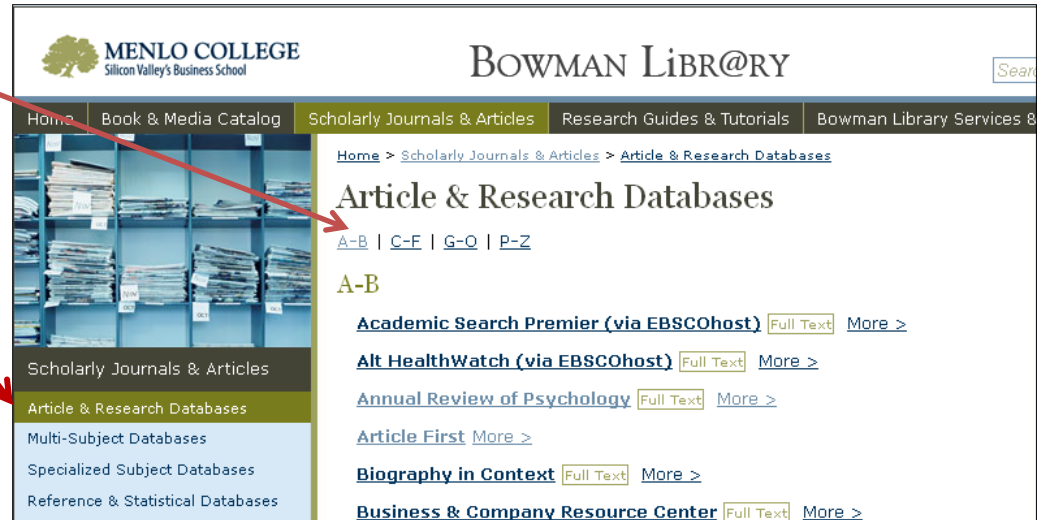 MENLO COLLEGE
Silicon Valley's Business School
BOWMAN LIBR@RY
Sear
Home Book & Media Catalog Scholarly Journals & Articles Research Guides & Tutorials Bowman Library Services &
Home > Scholarly Journals & Articles > Article & Research Databases
Article & Research Databases
A-B | C-F | G-O | P-Z
A-B
Academic Search Premier (via EBSCOhost) Full Text More >
Alt HealthWatch (via EBSCOhost) Full Text More >
Annual Review of Psychology Full Text More >
Article First More >
Biography in Context Full Text More >
Business & Company Resource Center Full Text More >
Scholarly Journals & Articles
Article & Research Databases
Multi-Subject Databases
Specialized Subject Databases
Reference & Statistical Databases